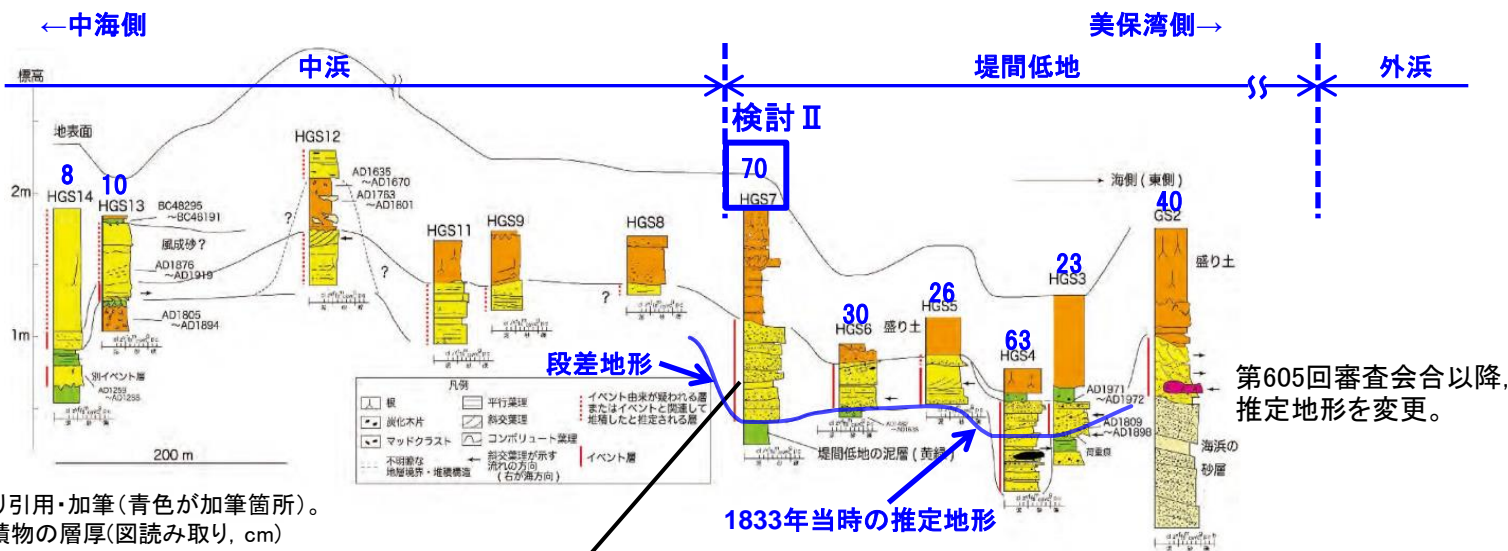 ←中海側
美保湾側→
標高
中浜
堤間低地
外浜
検討Ⅱ
地表面
HGS12
70
HGS7
8
HGS14
10
HGS13
AD1635
～AD1670
AD1763
～AD1801
→ 海側(東側)
40
GS2
2m
BC48295
～BC46191
風成砂？
?
?
HGS11
HGS9
HGS8
AD1876
～AD1919
AD1805
～AD1894
?
盛り土
23
HGS3
1m
30
HGS6
盛り土
26
HGS5
63
HGS4
段差地形
別イベント層
凡例
根
炭化木片
マッドクラスト
不明瞭な
地層境界・堆積構造
平行葉理
斜交葉理
コンボリュート葉理
斜交葉理が示す
流れの方向
(右が海方向)
イベント由来が疑われる層
またはイベントと関連して
堆積したと推定される層
イベント層
AD1971
～AD1972
AD1809
～AD1898
荷重痕
第605回審査会合以降，
推定地形を変更。
200 m
堤間低地の泥層(黄緑)
海浜の
砂層
1833年当時の推定地形
り引用・加筆(青色が加筆箇所)。
積物の層厚(図読み取り, cm)